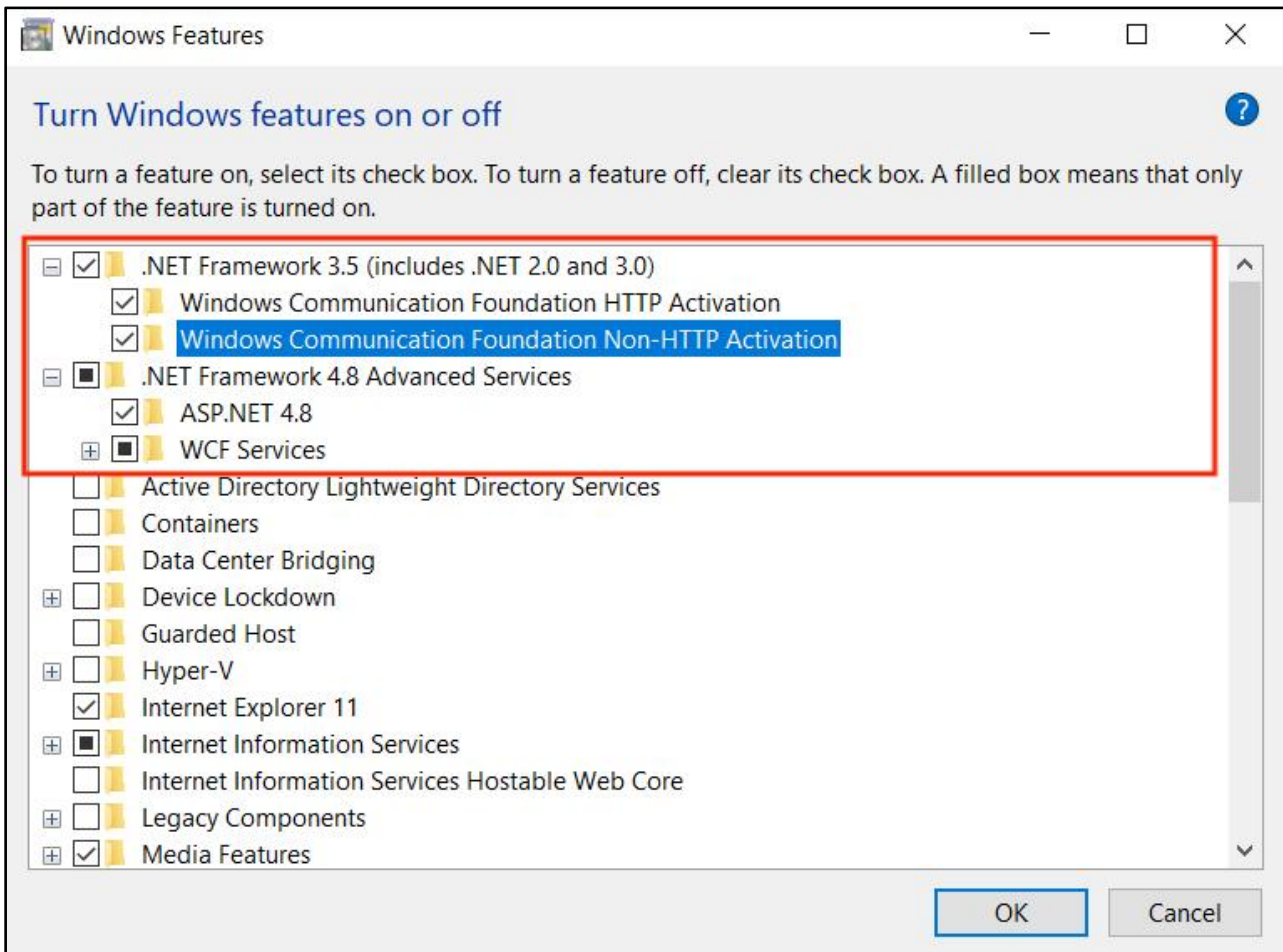 Windows Features
Turn Windows features on or off
?
To turn a feature on, select its check box. To turn a feature off, clear its check box. A filled box means that only
part of the feature is turned on.
.NET Framework 3.5 (includes .NET 2.0 and 3.0)
Windows Communication Foundation HTTP Activation
Windows Communication Foundation Non-HTTP Activation
.NET Framework 4.8 Advanced Services
ASP.NET 4.8
WCF Services
Active Directory Lightweight Directory Services
Containers
Data Center Bridging
Device Lockdown
Guarded Host
Hyper-V
Internet Explorer 11
Internet Information Services
Internet Information Services Hostable Web Core
Legacy Components
Media Features
OK
Cancel